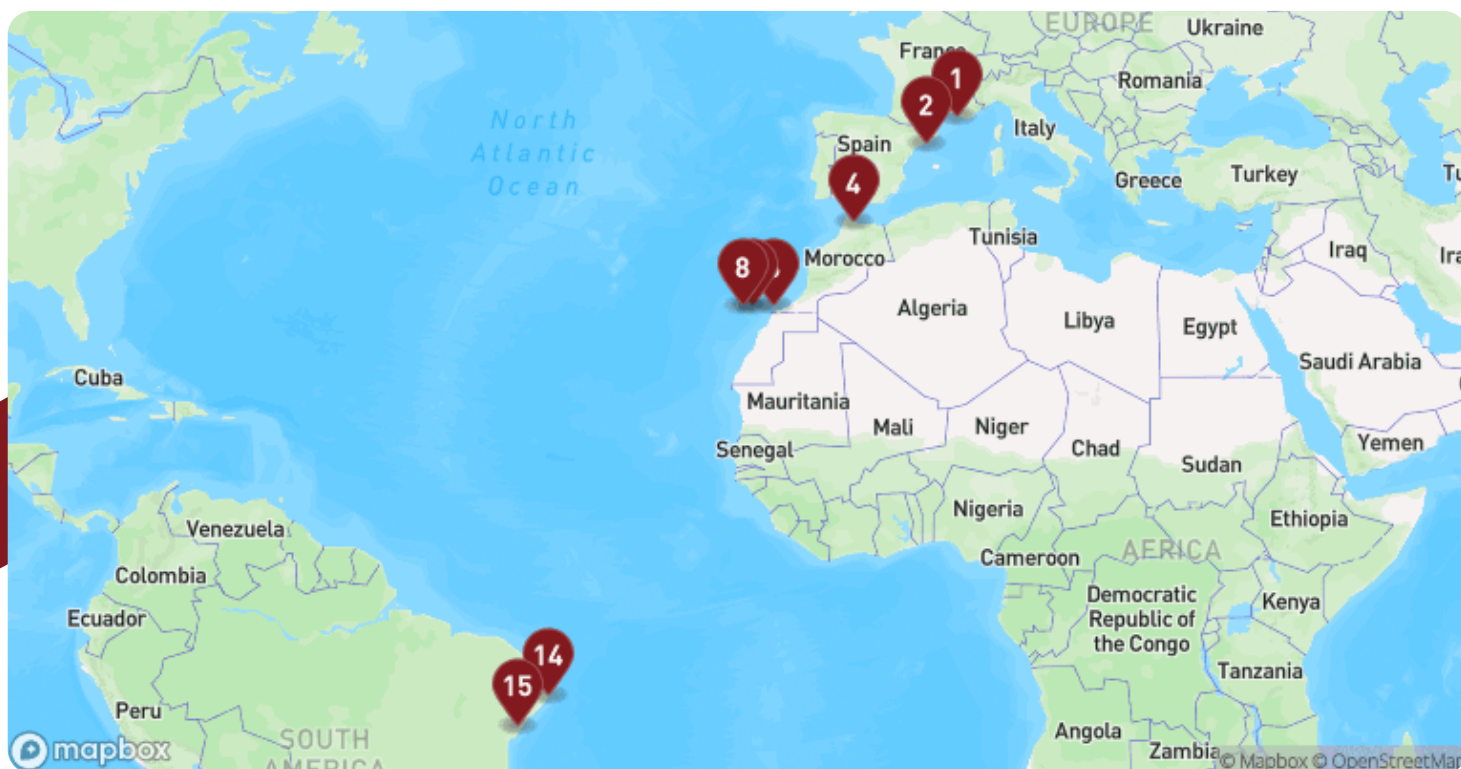 EUROPE
Ukraine
France
1
Romania
2
Italy
Spain
North
Atlantic
Ocean
Greece
Turkey
4
Tunisia
Iraq
Morocco
8
Algeria
Libya
Egypt
Saudi Arabia
Cuba
Mauritania
Mali
Niger
Chad
Senegal
Yemen
Sudan
Nigeria
Ethiopia
Venezuela
AFRICA
Cameroon
Colombia
Democratic
Republic of
the Congo
Kenya
Ecuador
14
Tanzania
15
Peru
Angola
SOUTH
AMERICA
Zambia
mapbox
© Mapbox © OpenStreetMap